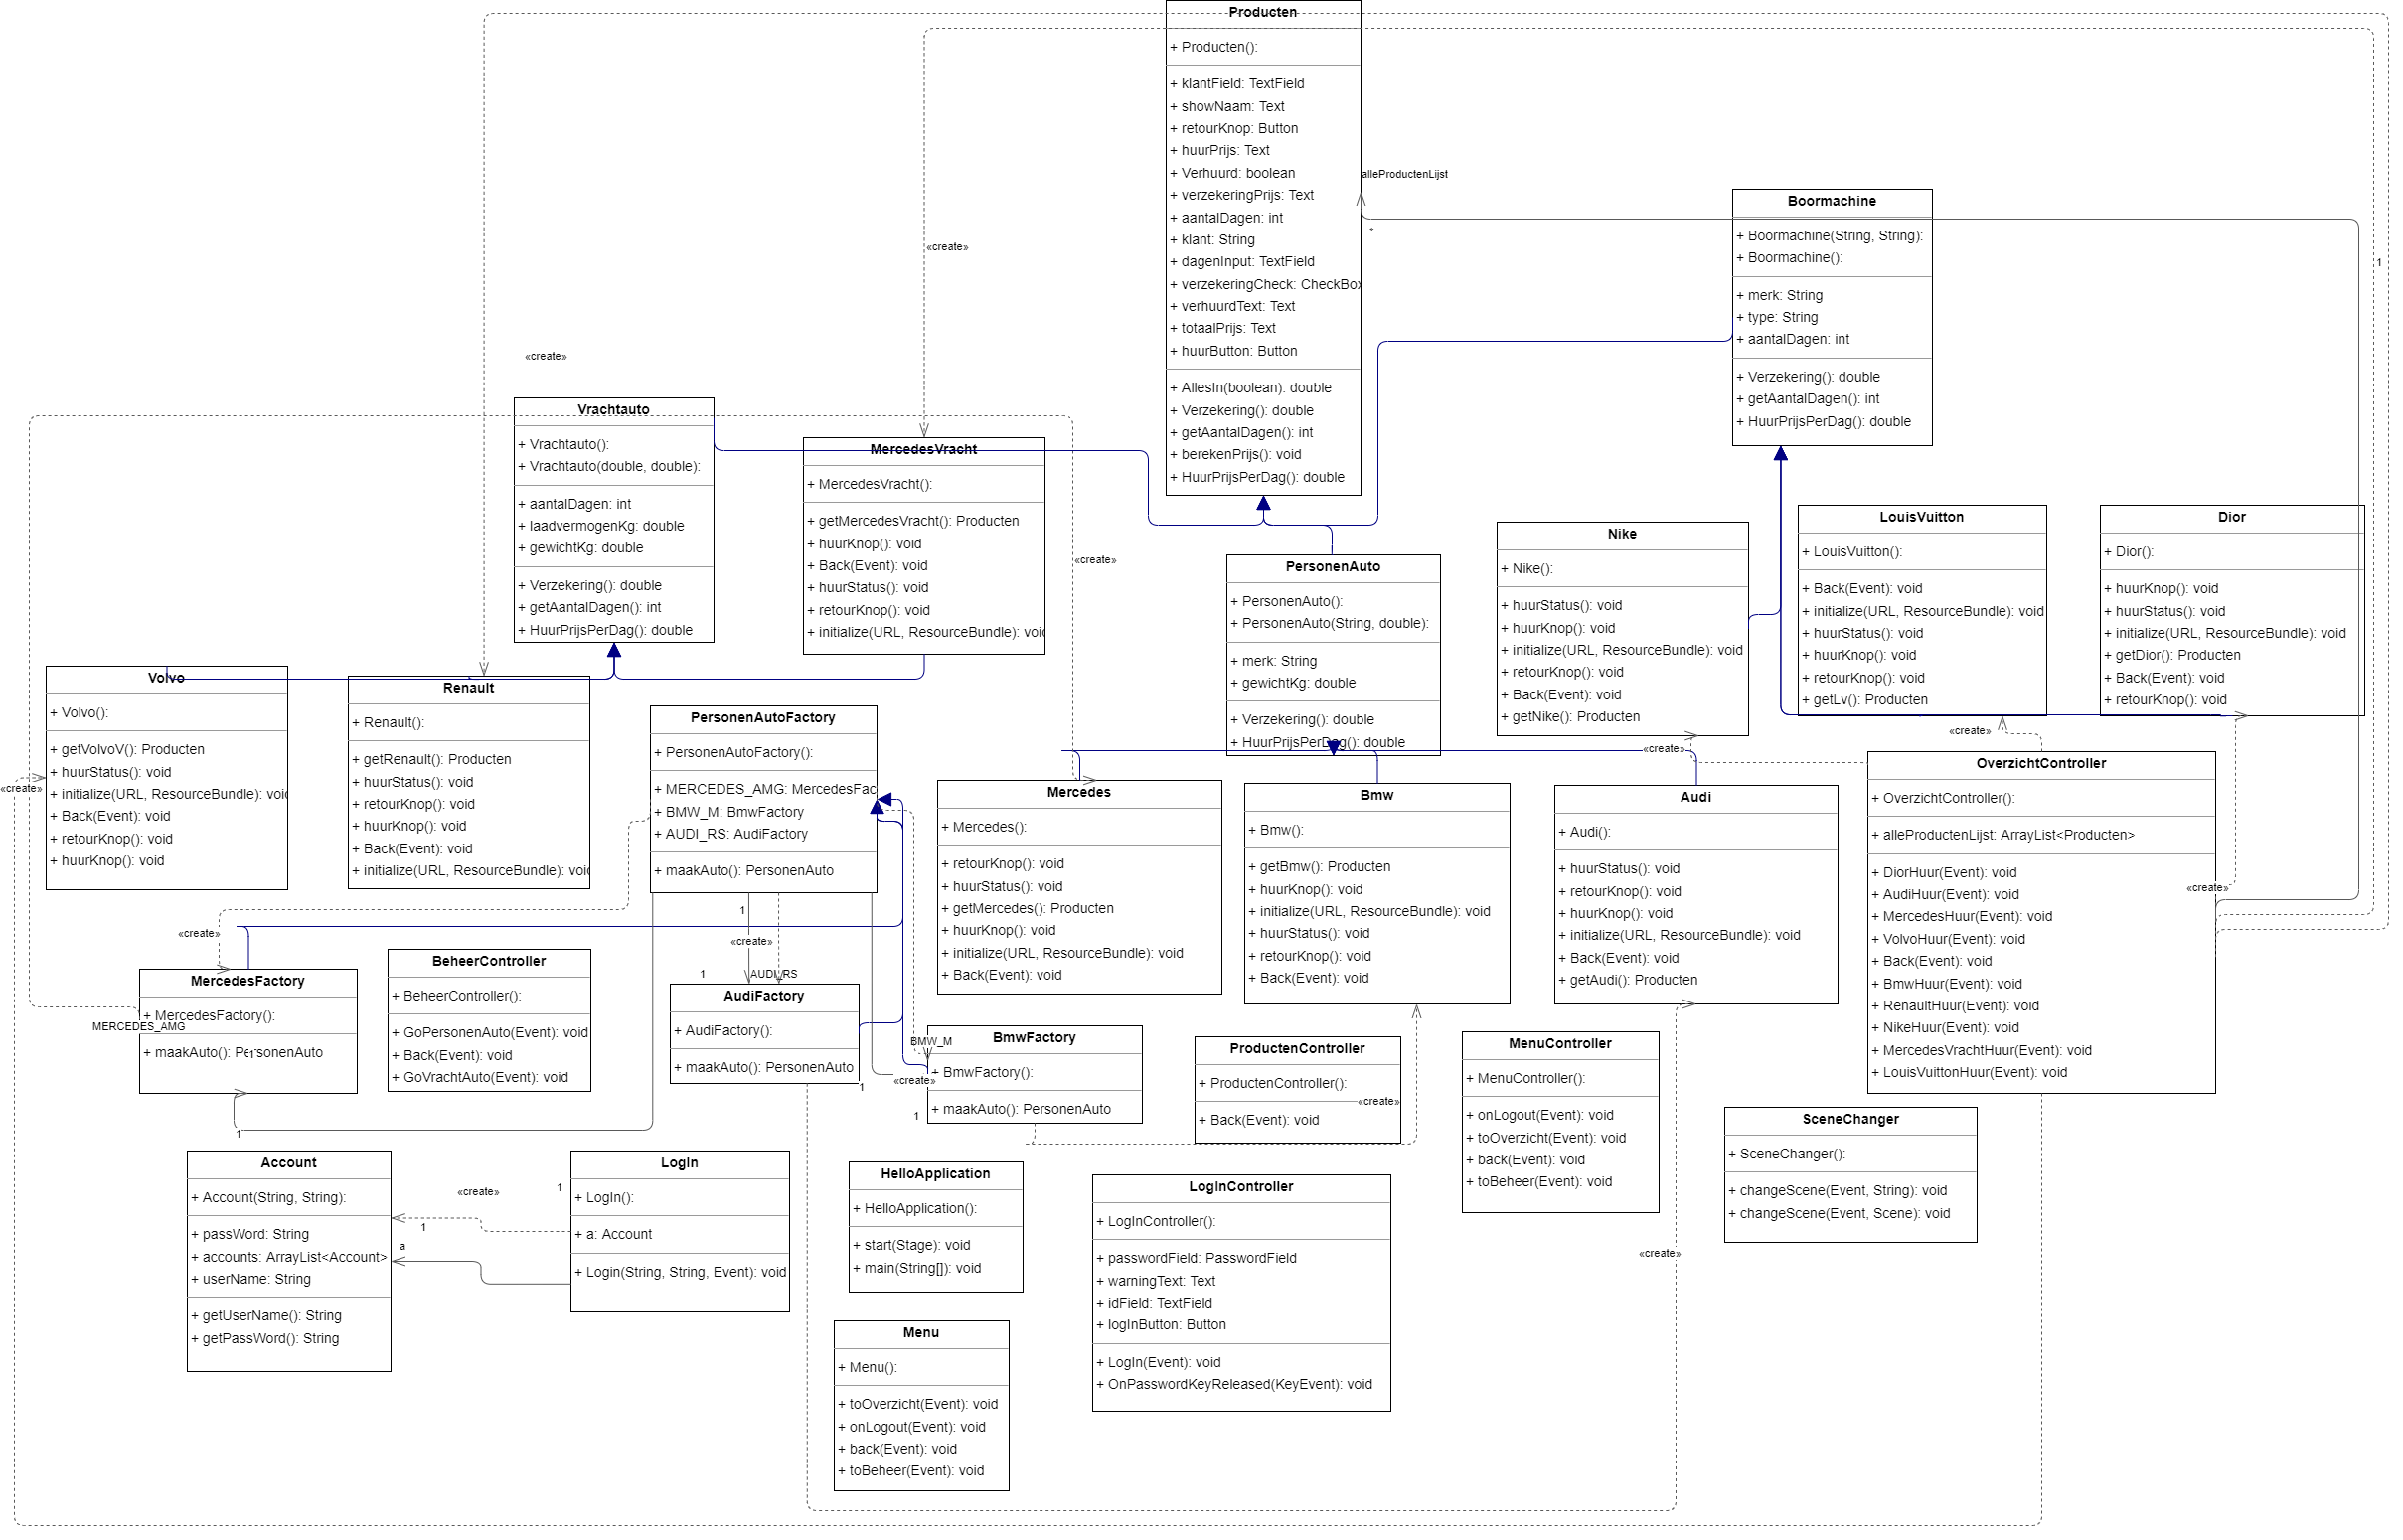 Producten
+ Producten():
+ klantField: TextField
+ showNaam: Text
+ retourKnop: Button
+ huurPrijs: Text
+ Verhuurd: boolean
+ verzekeringPrijs: Text
+ aantalDagen: int
+ klant: String
+ dagenInput: TextField
+ verzekeringCheck: CheckBox
+ verhuurdText: Text
+ totaalPrijs: Text
+ huurButton: Button
+ AllesIn(boolean): double
+ Verzekering(): double
+ getAantalDagen(): int
+ berekenPrijs(): void
+ HuurPrijsPerDag(): double
alleProductenLijst
*
1
«create»
«create»
Boormachine
+ Boormachine(String, String):
+ Boormachine():
+ merk: String
+ type: String
+ aantalDagen: int
+ Verzekering(): double
+ getAantalDagen(): int
+ HuurPrijsPerDag(): double
Vrachtauto
+ Vrachtauto():
+ Vrachtauto(double, double):
+ aantalDagen: int
+ laadvermogenKg: double
+ gewichtKg: double
+ Verzekering(): double
+ getAantalDagen(): int
+ HuurPrijsPerDag(): double
MercedesVracht
+ MercedesVracht():
+ getMercedesVracht(): Producten
+ huurKnop(): void
+ Back(Event): void
+ huurStatus(): void
+ retourKnop(): void
+ initialize(URL, ResourceBundle): voi
«create»
PersonenAuto
+ PersonenAuto():
+ PersonenAuto(String, double):
+ merk: String
+ gewichtKg: double
+ Verzekering(): double
+ HuurPrijsPerDag(): double
Nike
+ Nike():
+ huurStatus(): void
+ huurKnop(): void
+ initialize(URL, ResourceBundle): void
+ retourKnop(): void
+ Back(Event): void
+ getNike(): Producten
«create»
LouisVuitton
+ LouisVuitton():
+ Back(Event): void
+ initialize(URL, ResourceBundle): void
+ huurStatus(): void
+ huurKnop(): void
+ retourKnop(): void
+ getLv(): Producten
«create»
Dior
+ Dior():
+ huurKnop(): void
+ huurStatus(): void
+ initialize(URL, ResourceBundle): void
+ getDior(): Producten
+ Back(Event): void
+ retourKnop(): void
Volvo
+ Volvo():
+ getVolvoV(): Producten
+ huurStatus(): void
+ initialize(URL, ResourceBundle): voi
+ Back(Event): void
+ retourKnop(): void
+ huurKnop(): void
«create»
Renault
+ Renault():
+ getRenault(): Producten
+ huurStatus(): void
+ retourKnop(): void
+ huurKnop(): void
+ Back(Event): void
+ initialize(URL, ResourceBundle): voi
PersonenAutoFactory
+ PersonenAutoFactory():
+ MERCEDES_AMG: MercedesFac
+ BMW_M: BmwFactory
+ AUDI_RS: AudiFactory
+ maakAuto(): PersonenAuto
Mercedes
+ Mercedes():
+ retourKnop(): void
+ huurStatus(): void
+ getMercedes(): Producten
+ huurKnop(): void
+ initialize(URL, ResourceBundle): void
+ Back(Event): void
Bmw
+ Bmw():
+ getBmw(): Producten
+ huurKnop(): void
+ initialize(URL, ResourceBundle): void
+ huurStatus(): void
+ retourKnop(): void
+ Back(Event): void
Audi
+ Audi():
+ huurStatus(): void
+ retourKnop(): void
+ huurKnop(): void
+ initialize(URL, ResourceBundle): void
+ Back(Event): void
+ getAudi(): Producten
OverzichtController
+ OverzichtController():
+ alleProductenLijst: ArrayList<Producten>
+ DiorHuur(Event): void
+ AudiHuur(Event): void
+ MercedesHuur(Event): void
+ VolvoHuur(Event): void
+ Back(Event): void
+ BmwHuur(Event): void
+ RenaultHuur(Event): void
+ NikeHuur(Event): void
+ MercedesVrachtHuur(Event): void
+ LouisVuittonHuur(Event): void
«create»
«create»
1
«create»
1
AUDI_RS
MercedesFactory
+ MercedesFactory():
MERCEDES_AMG
+ maakAuto(): PersonenAuto
1
1
BeheerController
+ BeheerController():
+ GoPersonenAuto(Event): void
+ Back(Event): void
+ GoVrachtAuto(Event): void
AudiFactory
+ AudiFactory():
+ maakAuto(): PersonenAuto
1
BMW_M
«create»
1
BmwFactory
+ BmwFactory():
+ maakAuto(): PersonenAuto
ProductenController
+ ProductenController():
«create»
+ Back(Event): void
MenuController
+ MenuController():
+ onLogout(Event): void
+ toOverzicht(Event): void
+ back(Event): void
+ toBeheer(Event): void
SceneChanger
+ SceneChanger():
+ changeScene(Event, String): void
+ changeScene(Event, Scene): void
«create»
Account
+ Account(String, String):
+ passWord: String
+ accounts: ArrayList<Account>
+ userName: String
+ getUserName(): String
+ getPassWord(): String
«create»
1
1
a
LogIn
+ LogIn():
+ a: Account
+ Login(String, String, Event): void
HelloApplication
+ HelloApplication():
+ start(Stage): void
+ main(String[]): void
LogInController
+ LogInController():
+ passwordField: PasswordField
+ warningText: Text
+ idField: TextField
+ logInButton: Button
+ LogIn(Event): void
+ OnPasswordKeyReleased(KeyEvent): void
Menu
+ Menu():
+ toOverzicht(Event): void
+ onLogout(Event): void
+ back(Event): void
+ toBeheer(Event): void